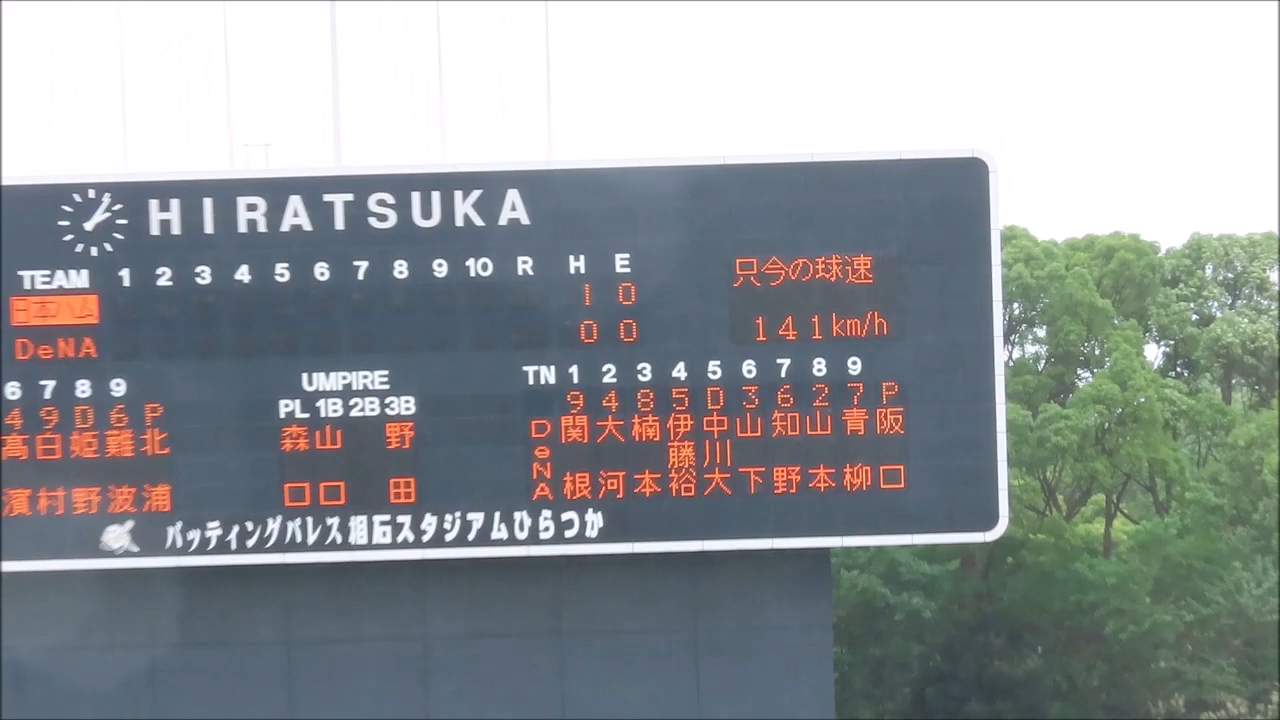 HIRATSUKA
TEAM 1 2 3 4 5 6 7 8 9 10 R H E
日本ハム 1 0
DeNA 0 0
只今の球速
141km/h
6 7 8 9
4 9 D 6 P
高 白 姫 難 北
濱 村 野 波 浦
UMPIRE
PL 1B 2B 3B
森 山 野
口 口 田
TN 1 2 3 4 5 6 7 8 9
9 4 8 5 D 3 6 2 7 P
DeNA 関 大 楠 伊 中 山 知 山 青 阪
藤 川
根 河 本 裕 大 下 野 本 柳 口
バッティングパレス相石スタジアムひらつか